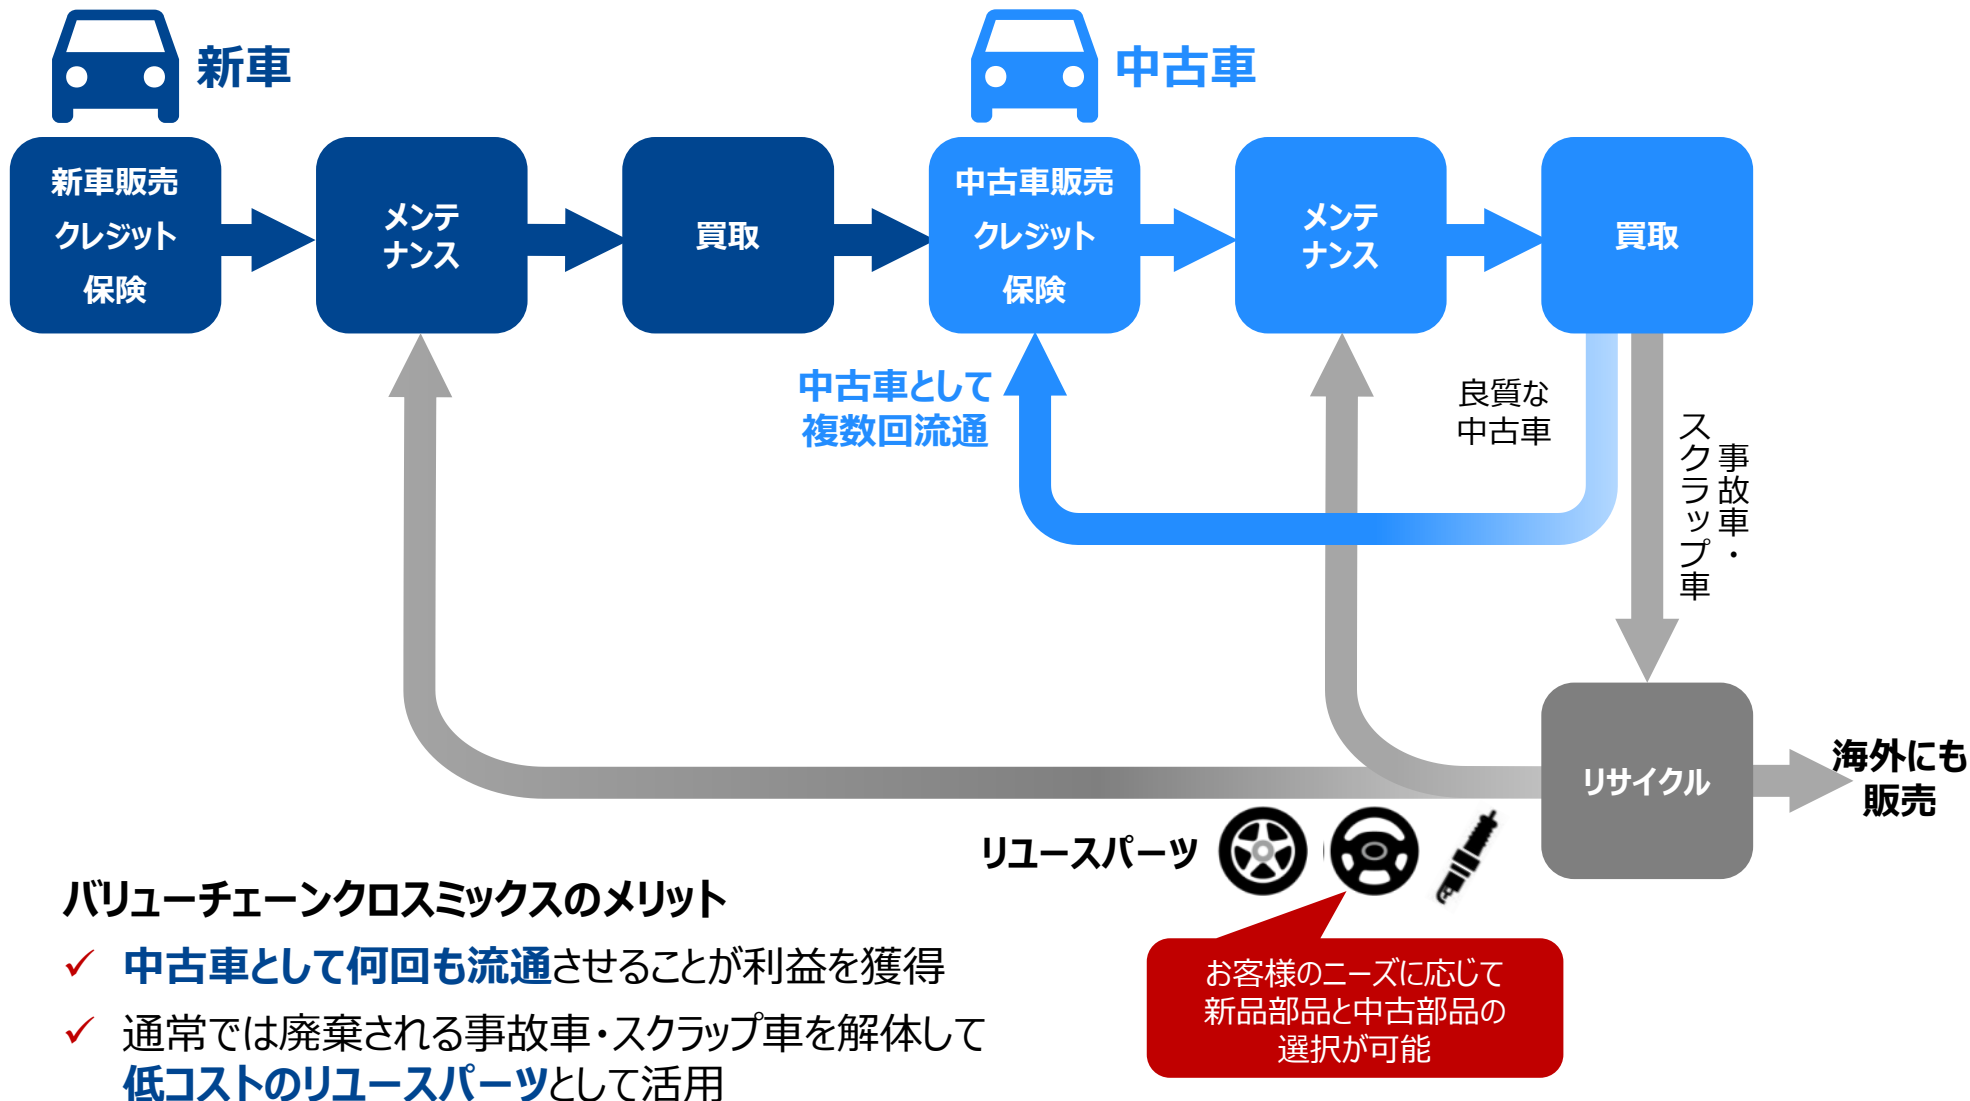 新車
中古車
新車販売
クレジット
保険
メンテ
ナンス
買取
中古車販売
クレジット
保険
メンテ
ナンス
買取
中古車として
複数回流通
良質な
中古車
事故車・
スクラップ車
リサイクル
海外にも
販売
リユースパーツ
お客様のニーズに応じて
新品部品と中古部品の
選択が可能
バリューチェーンクロスミックスのメリット
✓ 中古車として何回も流通させることが利益を獲得
✓ 通常では廃棄される事故車・スクラップ車を解体して
低コストのリユースパーツとして活用